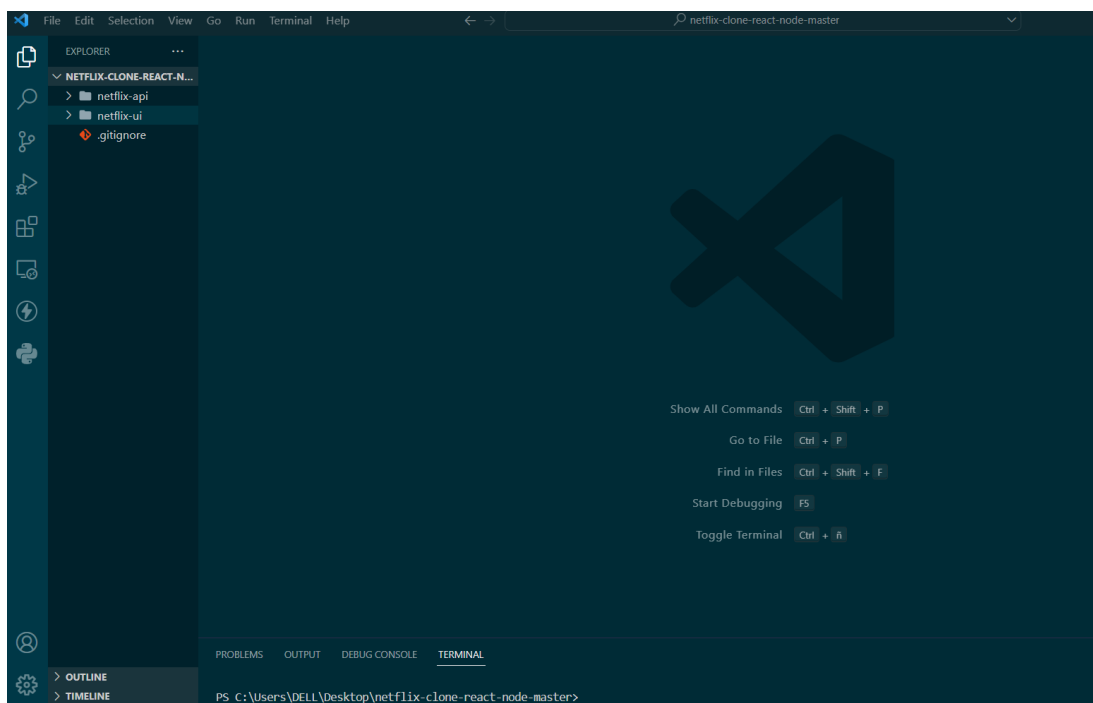 File Edit Selection View Go Run Terminal Help netflix-clone-react-node-master
EXPLORER ...
NETFLIX-CLONE-REACT-N...
netflix-api
netflix-ui
.gitignore
Show All Commands Ctrl + Shift + P
Go to File Ctrl + P
Find in Files Ctrl + Shift + F
Start Debugging F5
Toggle Terminal Ctrl + ñ
PROBLEMS OUTPUT DEBUG CONSOLE TERMINAL
OUTLINE
TIMELINE
PS C:\Users\DELL\Desktop\netflix-clone-react-node-master>